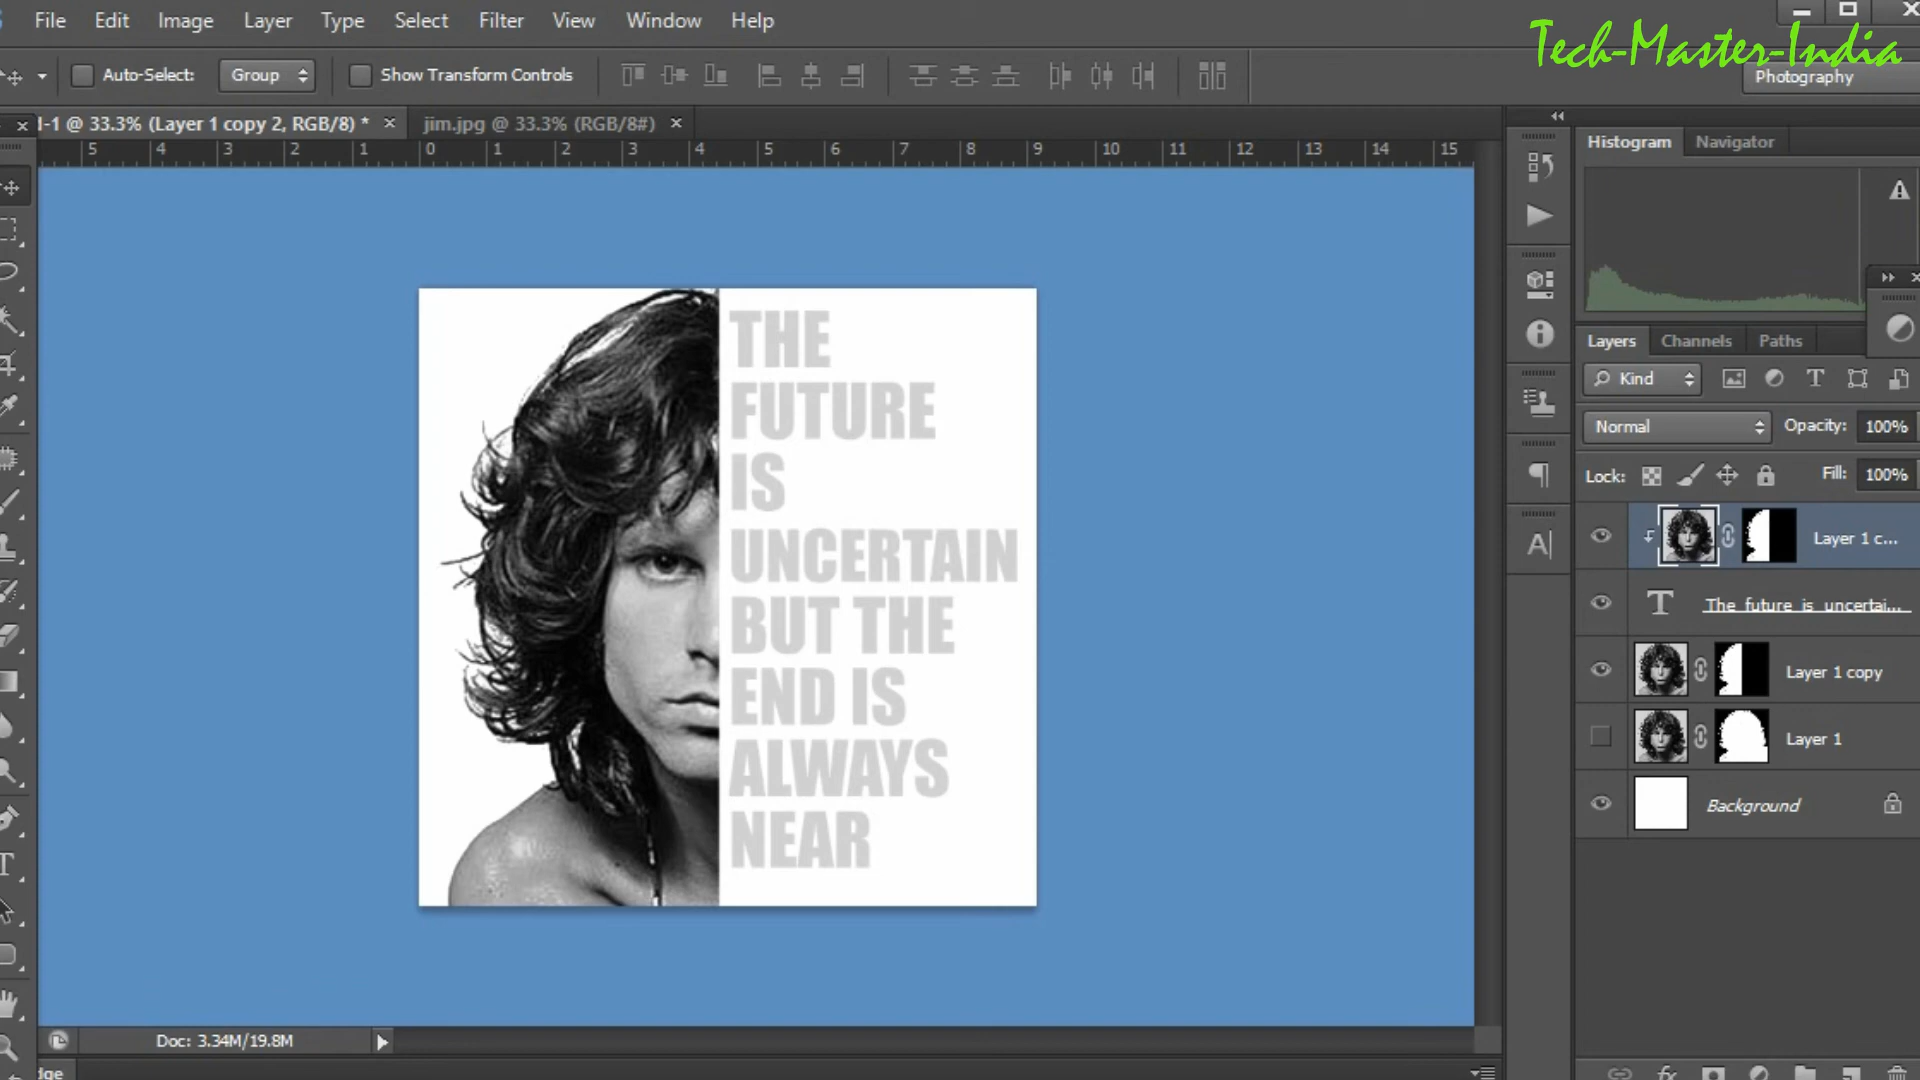 File Edit Image Layer Type Select Filter View Window Help
Tech-Master-India
Auto-Select: Group Show Transform Controls
Photography
l-1 @ 33.3% (Layer 1 copy 2, RGB/8) * × jim.jpg @ 33.3% (RGB/8#) ×
5 4 3 2 1 0 1 2 3 4 5 6 7 8 9 10 11 12 13 14 15
Histogram Navigator
THE
FUTURE
IS
UNCERTAIN
BUT THE
END IS
ALWAYS
NEAR
Layers Channels Paths
Kind
Normal Opacity: 100%
Lock: Fill: 100%
Layer 1 c...
The future is uncertai...
Layer 1 copy
Layer 1
Background
Doc: 3.34M/19.8M
dge